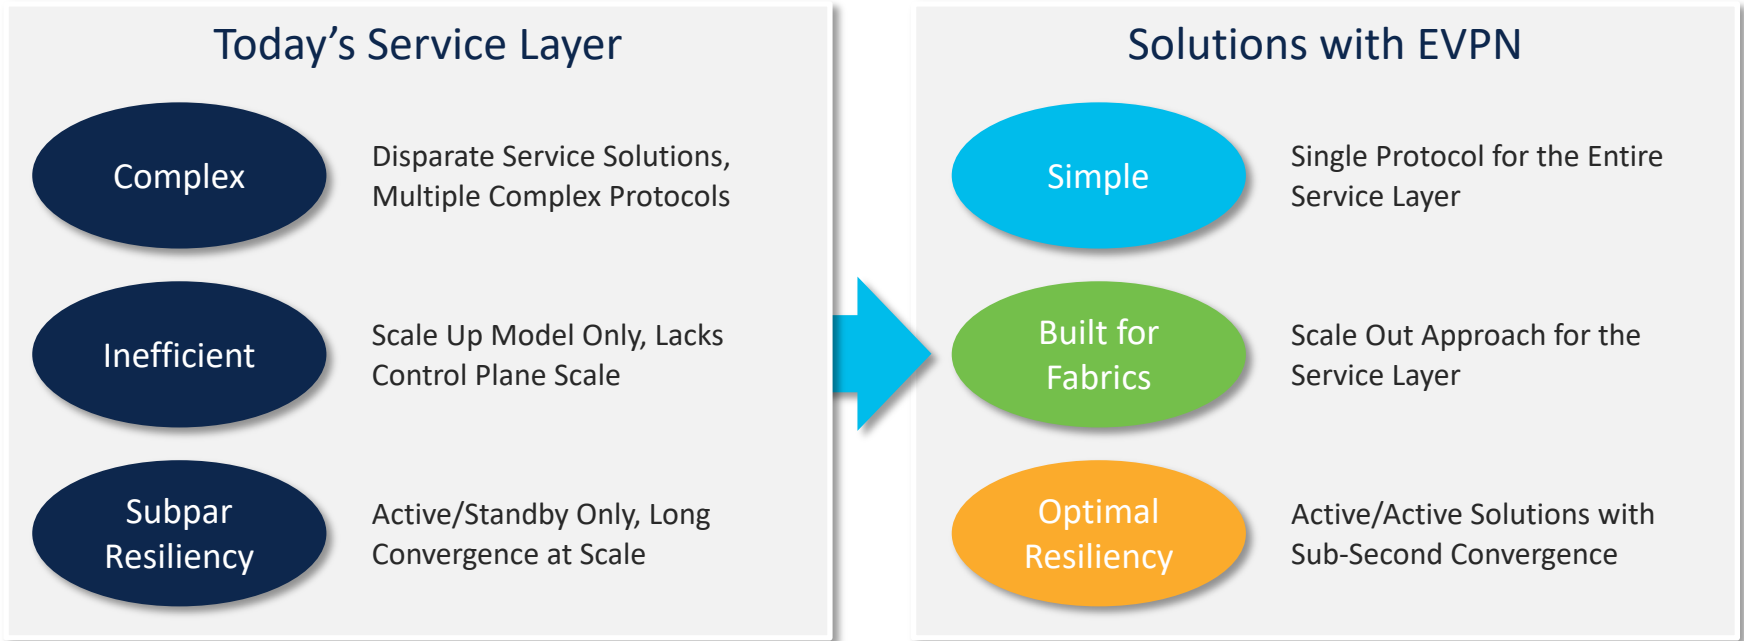 Today's Service Layer
Complex
Disparate Service Solutions,
Multiple Complex Protocols
Inefficient
Scale Up Model Only, Lacks
Control Plane Scale
Subpar
Resiliency
Active/Standby Only, Long
Convergence at Scale
Solutions with EVPN
Simple
Single Protocol for the Entire
Service Layer
Built for
Fabrics
Scale Out Approach for the
Service Layer
Optimal
Resiliency
Active/Active Solutions with
Sub-Second Convergence